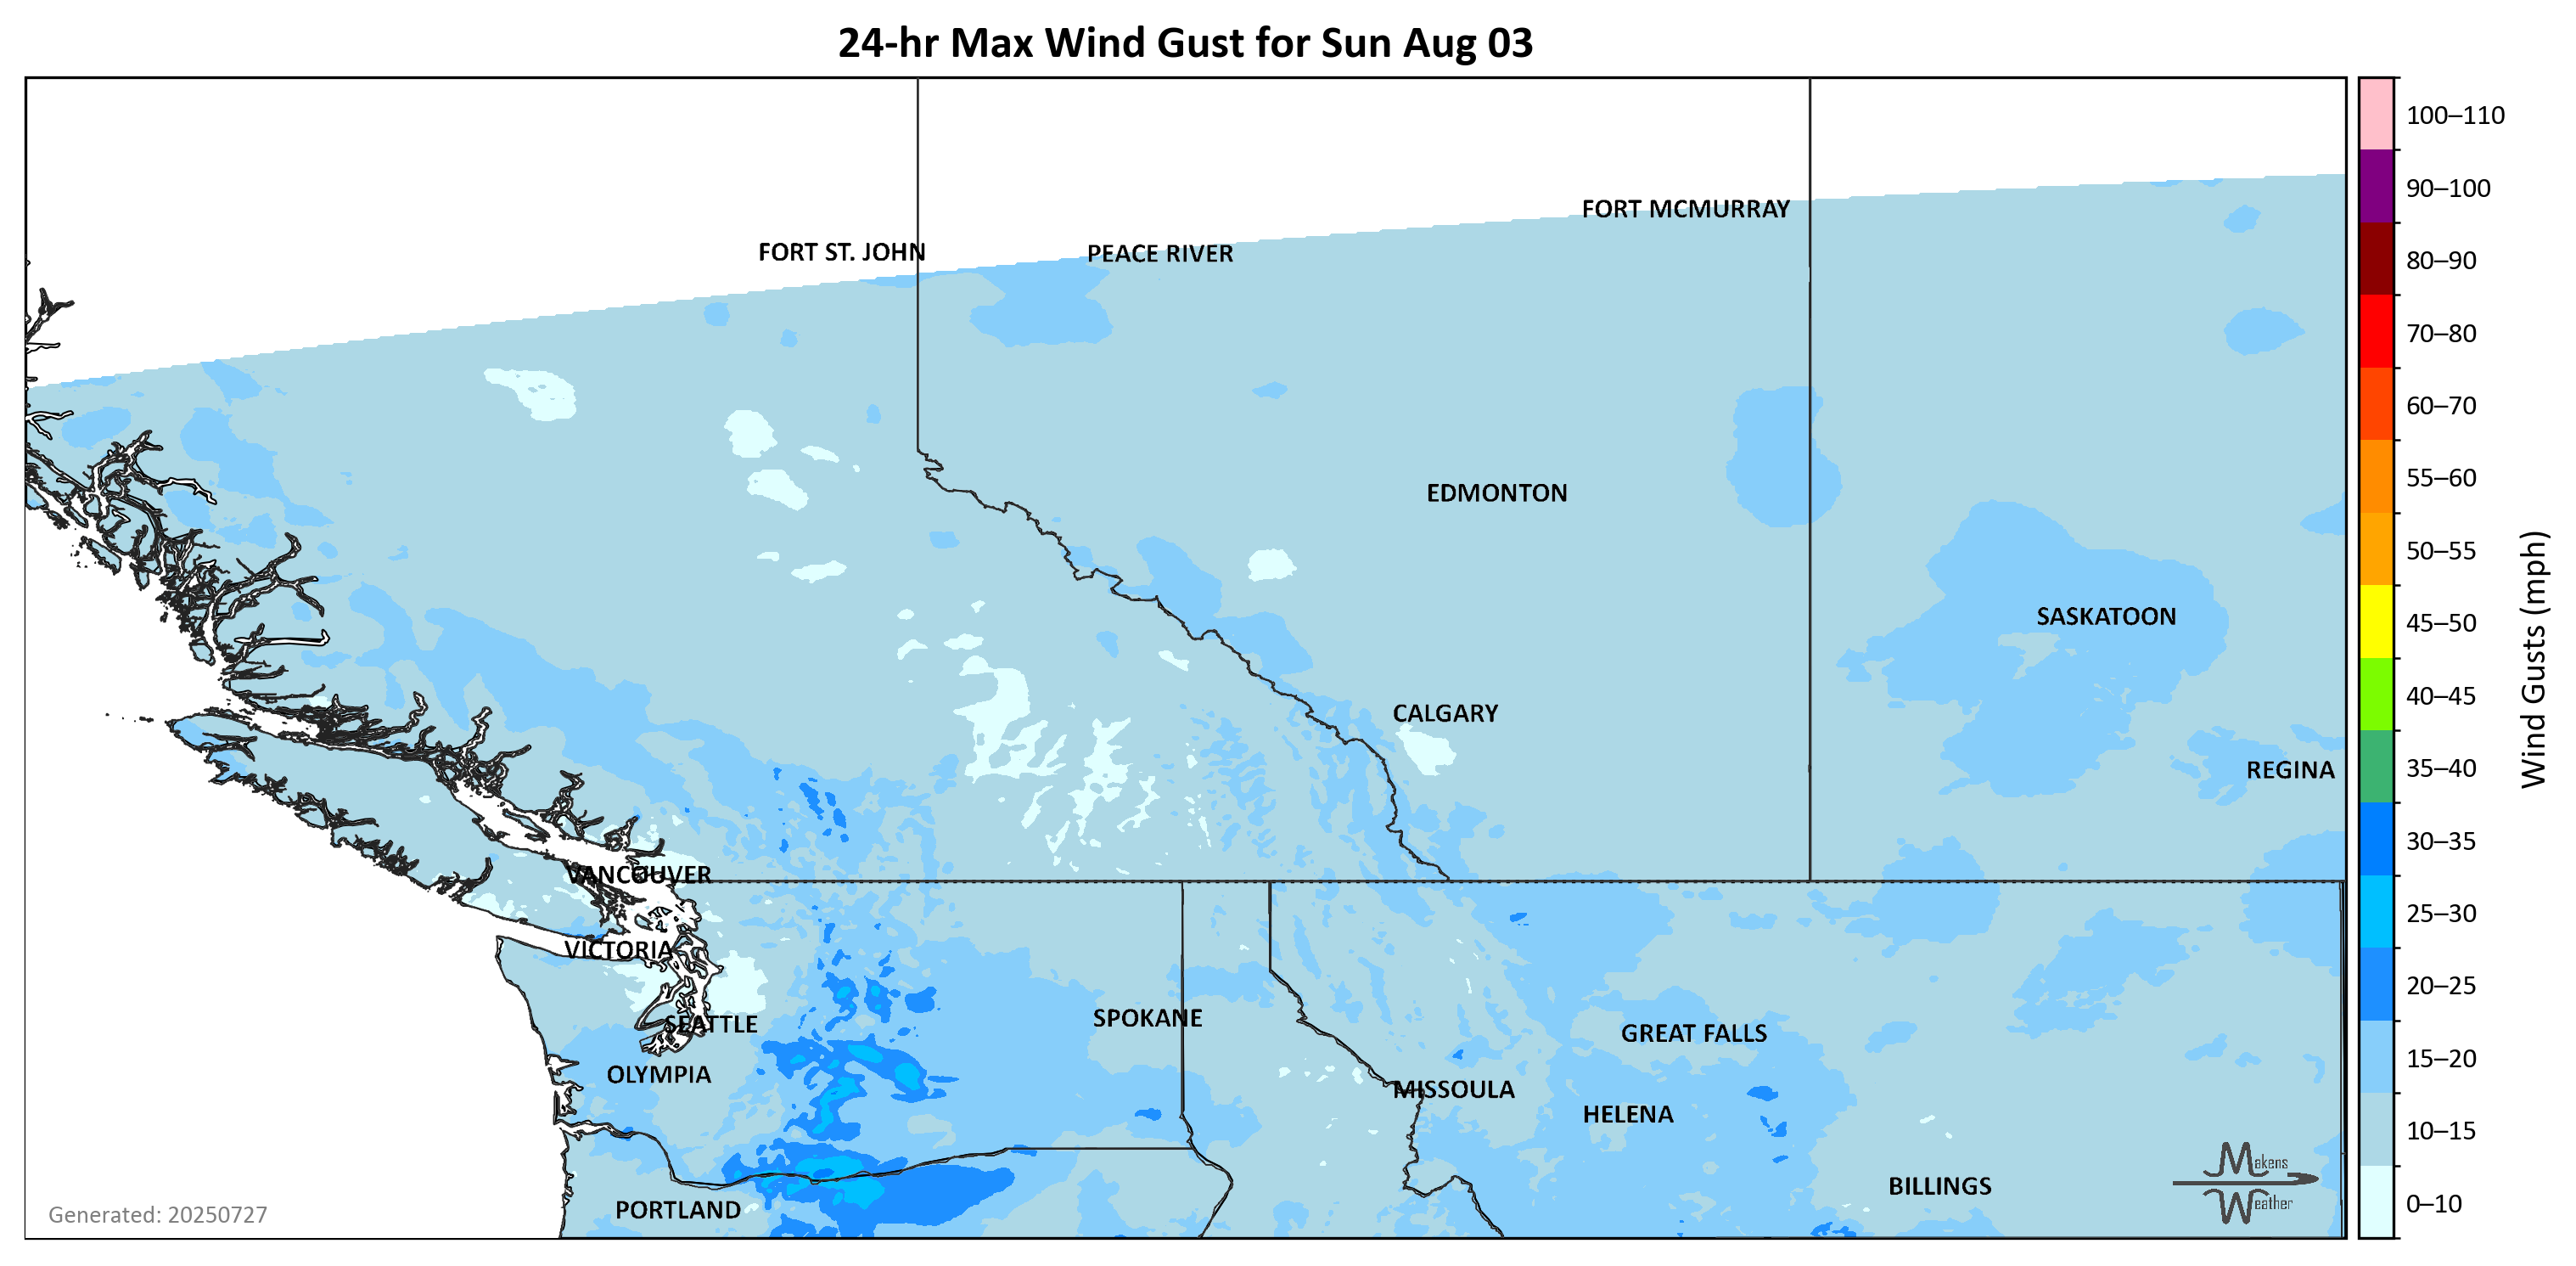 24-hr Max Wind Gust for Sun Aug 03
FORT MCMURRAY
FORT ST. JOHN
PEACE RIVER
EDMONTON
SASKATOON
CALGARY
REGINA
VANCOUVER
VICTORIA
SEATTLE
SPOKANE
GREAT FALLS
OLYMPIA
MISSOULA
HELENA
BILLINGS
PORTLAND
Generated: 20250727
Makens
Weather
100–110
90–100
80–90
70–80
60–70
55–60
50–55
45–50
40–45
35–40
30–35
25–30
20–25
15–20
10–15
0–10
Wind Gusts (mph)